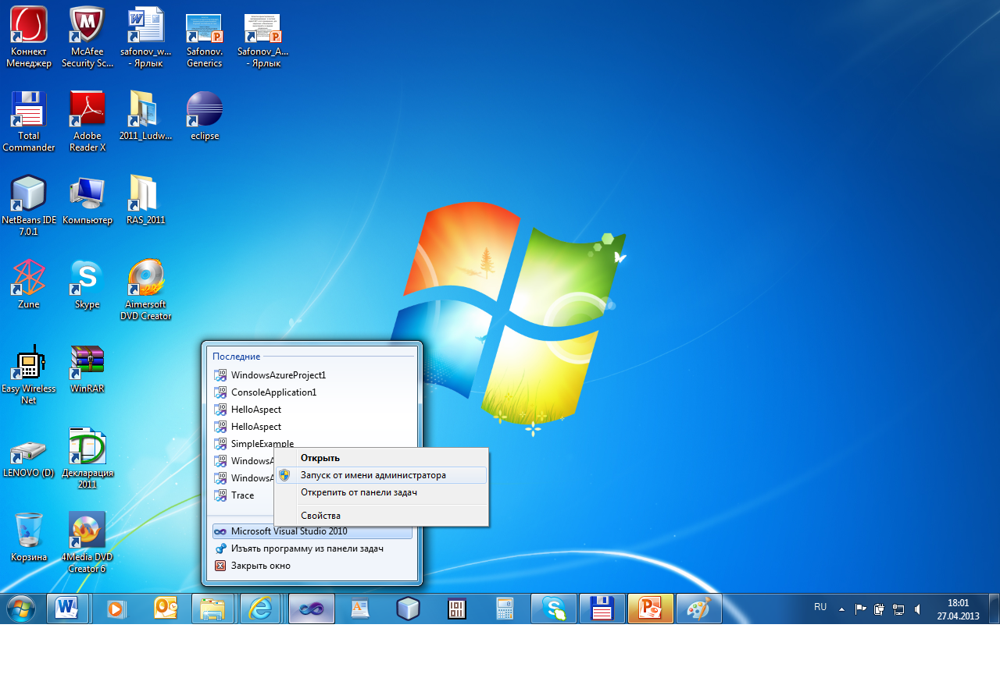 Коннект
Менеджер
McAfee
Security Sc...
safonov_w...
- Ярлык
Safonov.
Generics
Safonov_A...
- Ярлык
Total
Commander
Adobe
Reader X
2011_Ludw...
eclipse
NetBeans IDE
7.0.1
Компьютер
RAS_2011
Zune
Skype
Aimersoft
DVD Creator
Easy Wireless
Net
WinRAR
LENOVO (D)
Декларация
2011
Корзина
4Media DVD
Creator 6
Последние
WindowsAzureProject1
ConsoleApplication1
HelloAspect
HelloAspect
SimpleExample
WindowsA
WindowsA
Trace
Открыть
Запуск от имени администратора
Открепить от панели задач
Свойства
Microsoft Visual Studio 2010
Изъять программу из панели задач
Закрыть окно
RU
18:01
27.04.2013